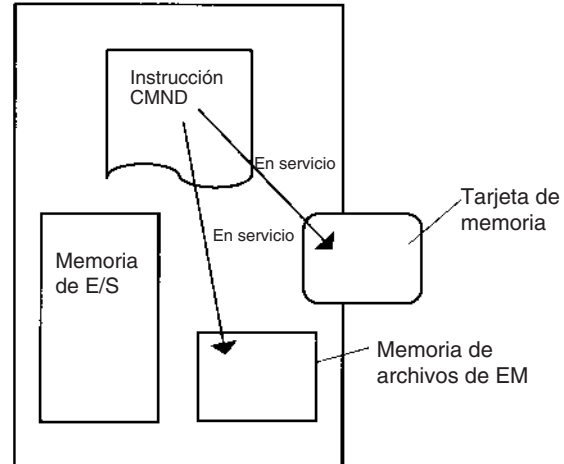 Instrucción
CMND
En servicio
Tarjeta de
memoria
En servicio
Memoria
de E/S
Memoria de
archivos de EM